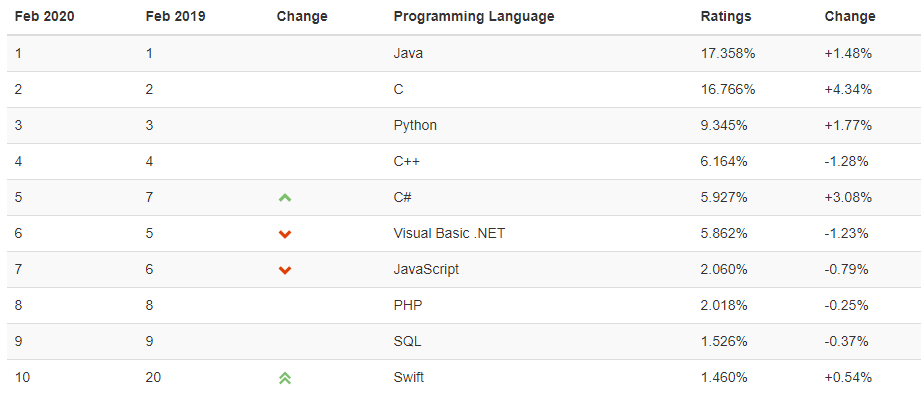 Feb 2020 Feb 2019 Change Programming Language Ratings Change
1 1 Java 17.358% +1.48%
2 2 C 16.766% +4.34%
3 3 Python 9.345% +1.77%
4 4 C++ 6.164% -1.28%
5 7 C# 5.927% +3.08%
6 5 Visual Basic .NET 5.862% -1.23%
7 6 JavaScript 2.060% -0.79%
8 8 PHP 2.018% -0.25%
9 9 SQL 1.526% -0.37%
10 20 Swift 1.460% +0.54%